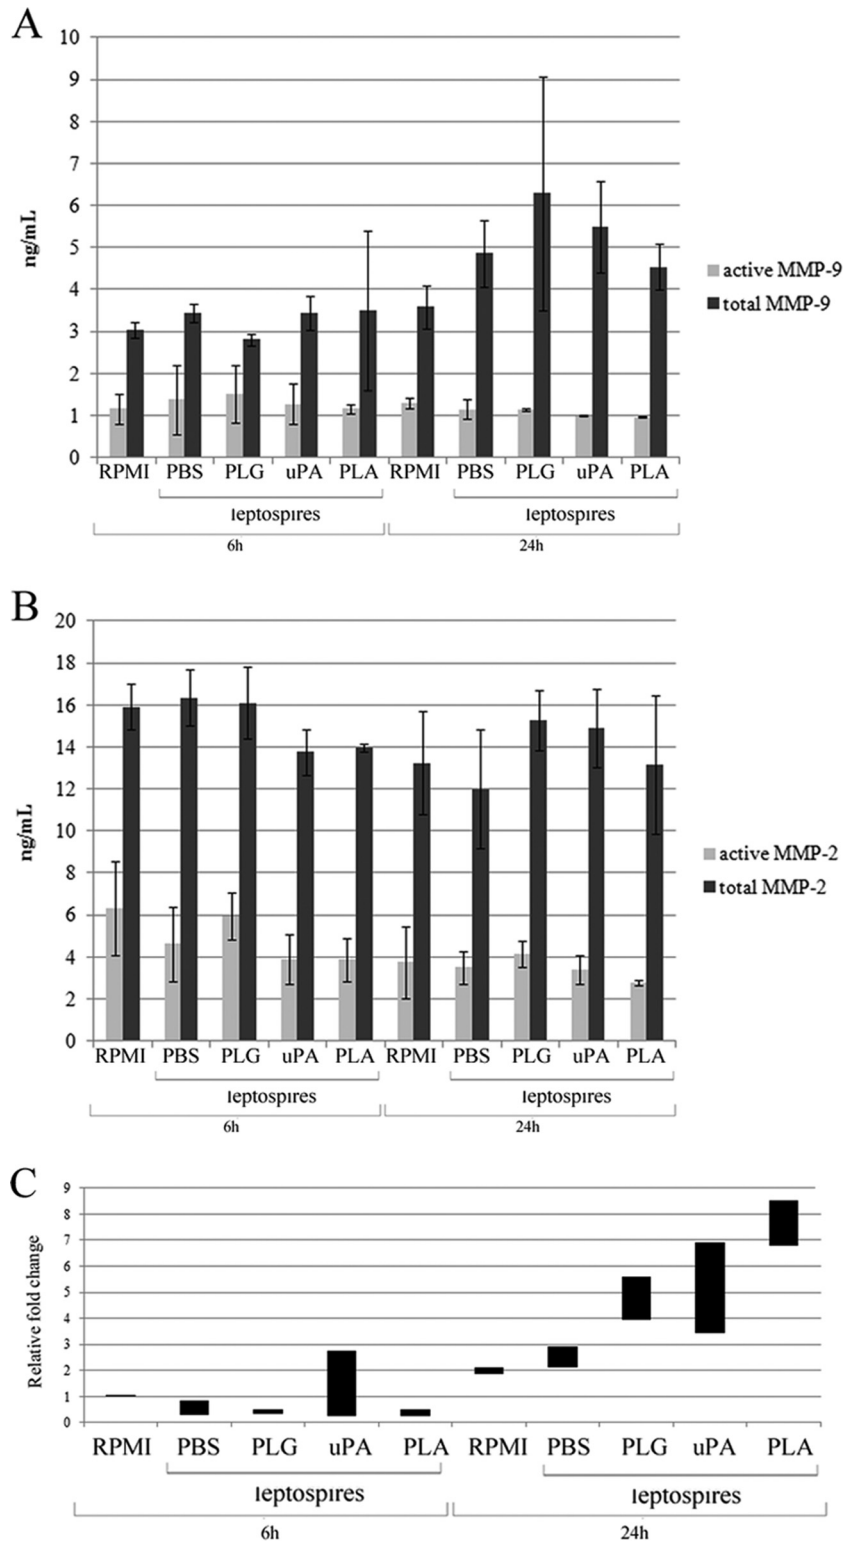 A
10
9
8
7
6
5
4
3
2
1
0
ng/mL
active MMP-9
total MMP-9
RPMI PBS PLG uPA PLA RPMI PBS PLG uPA PLA
leptospires leptospires
6h 24h
B
20
18
16
14
12
10
8
6
4
2
0
ng/mL
active MMP-2
total MMP-2
RPMI PBS PLG uPA PLA RPMI PBS PLG uPA PLA
leptospires leptospires
6h 24h
C
9
8
7
6
5
4
3
2
1
0
Relative fold change
RPMI PBS PLG uPA PLA RPMI PBS PLG uPA PLA
leptospires leptospires
6h 24h